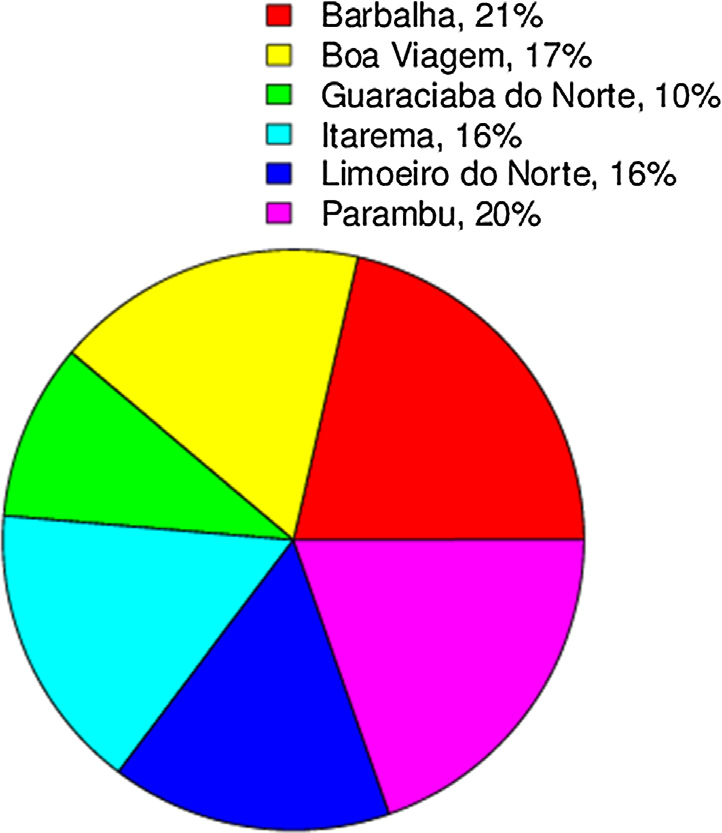 Barbalha, 21%
Boa Viagem, 17%
Guaraciaba do Norte, 10%
Itarema, 16%
Limoeiro do Norte, 16%
Parambu, 20%